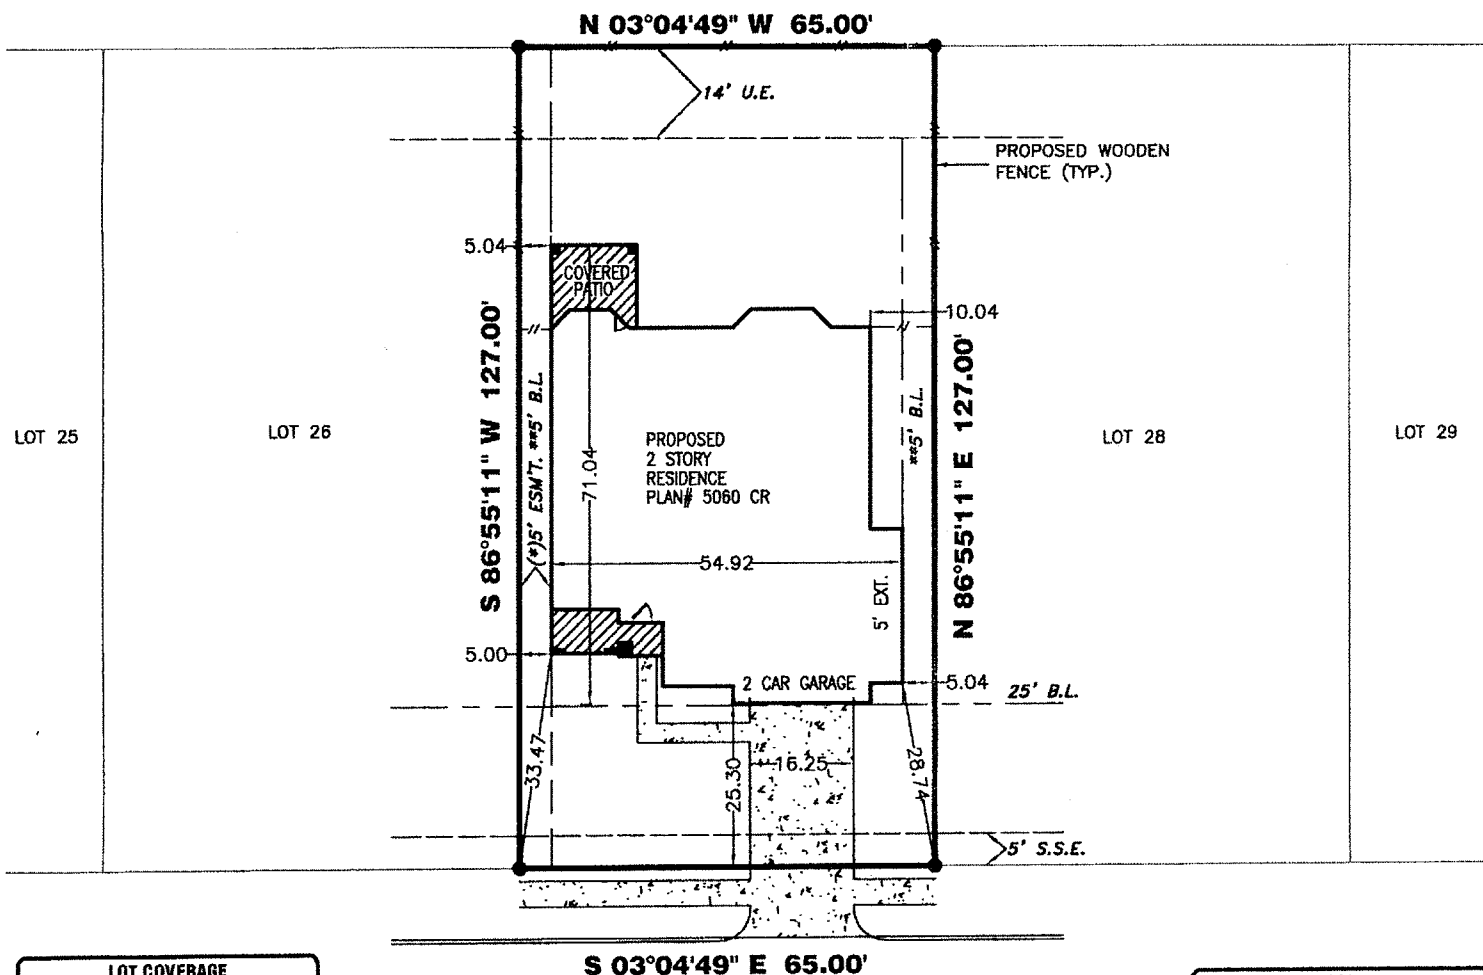 N 03°04'49" W 65.00'
14' U.E.
PROPOSED WOODEN
FENCE (TYP.)
5.04
COVERED
PATIO
10.04
S 86°55'11" W 127.00'
(*)5' ESM'T. **5' B.L.
**5' B.L.
N 86°55'11" E 127.00'
LOT 25
LOT 26
LOT 28
LOT 29
PROPOSED
2 STORY
RESIDENCE
PLAN# 5060 CR
71.04
54.92
5' EXT.
5.00
2 CAR GARAGE
5.04
25' B.L.
33.47
25.30
16.25
28.74
5' S.S.E.
S 03°04'49" E 65.00'
LOT COVERAGE